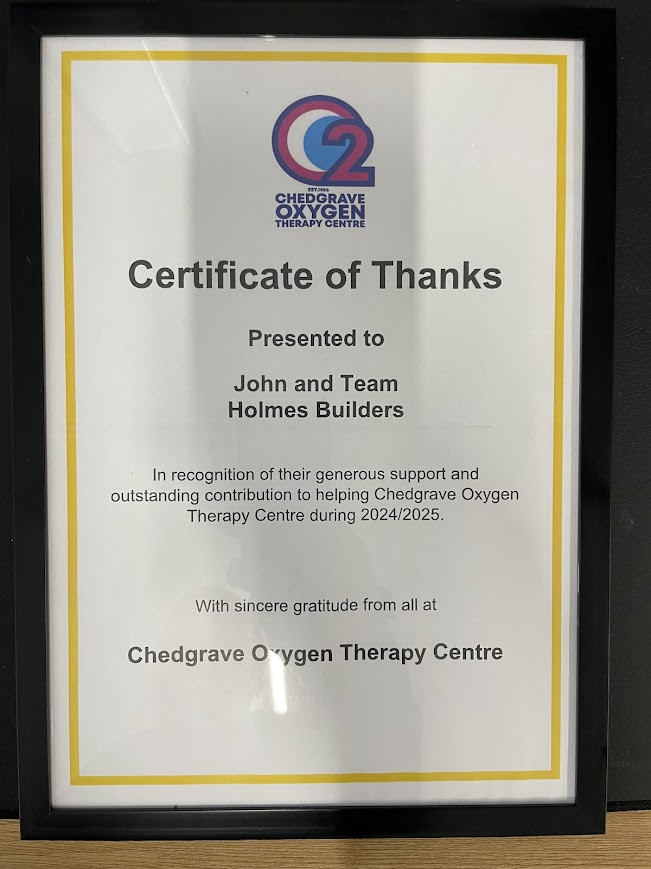 O2
EST.1986
CHEDGRAVE
OXYGEN
THERAPY CENTRE
Certificate of Thanks
Presented to
John and Team
Holmes Builders
In recognition of their generous support and
outstanding contribution to helping Chedgrave Oxygen
Therapy Centre during 2024/2025.
With sincere gratitude from all at
Chedgrave Oxygen Therapy Centre